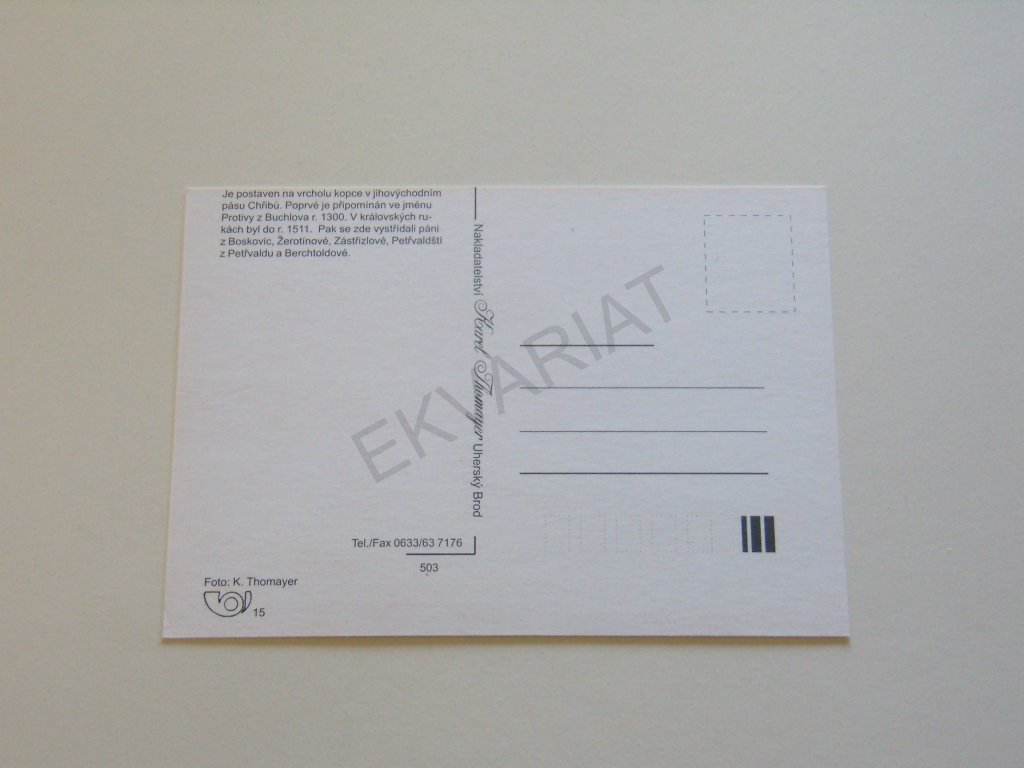 Je postaven na vrcholu kopce v jihovýchodním
pásu Chřibů. Poprvé je připomínán ve jménu
Protivy z Buchlova r. 1300. V královských ru-
kách byl do r. 1511. Pak se zde vystřídali páni
z Boskovic, Žerotínové, Zástřizlové, Petřvaldští
z Petřvaldu a Berchtoldové.
Nakladatelství Karel Thomayer Uherský Brod
EKVARIAT
Tel./Fax 0633/63 7176
503
Foto: K. Thomayer
15